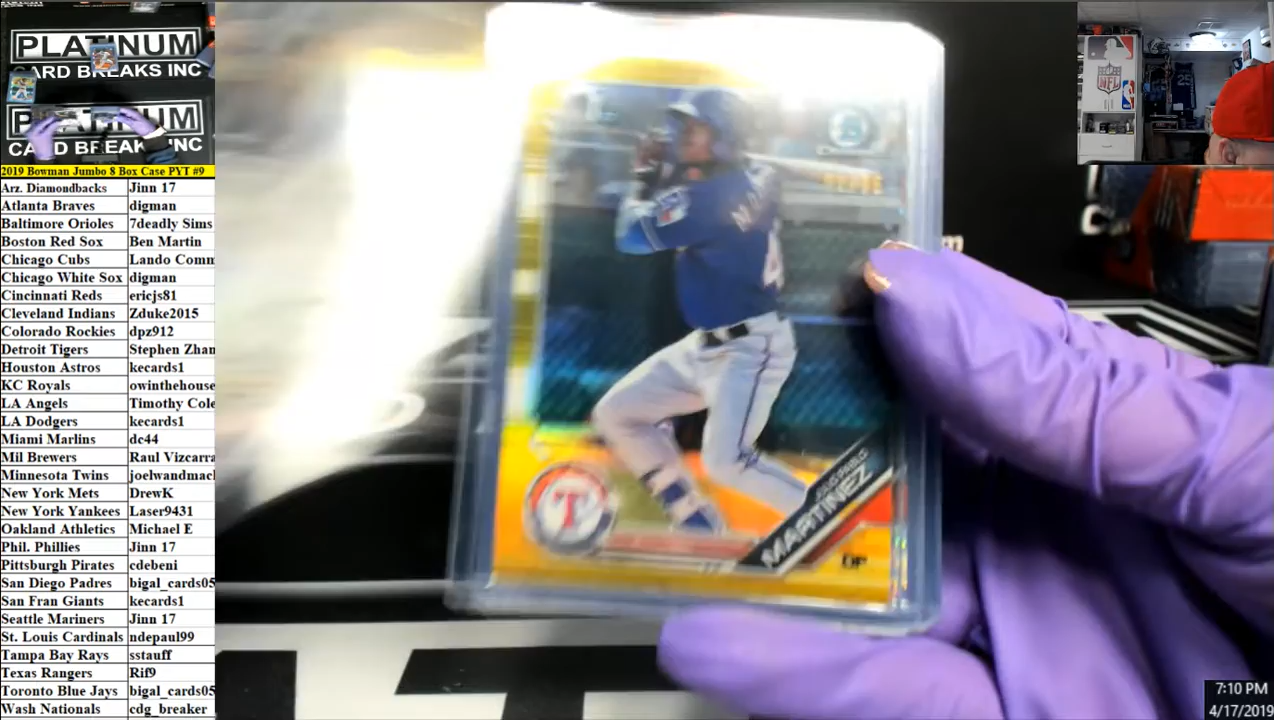 PLATINUM
CARD BREAKS INC
PLATINUM
CARD BREAKS INC
2019 Bowman Jumbo 8 Box Case PYT #9
Arz. Diamondbacks Jinn 17
Atlanta Braves digman
Baltimore Orioles 7deadly Sims
Boston Red Sox Ben Martin
Chicago Cubs Lando Comm
Chicago White Sox digman
Cincinnati Reds ericjs81
Cleveland Indians Zduke2015
Colorado Rockies dpz912
Detroit Tigers Stephen Zhan
Houston Astros kecards1
KC Royals owinthehouse
LA Angels Timothy Cole
LA Dodgers kecards1
Miami Marlins dc44
Mil Brewers Raul Vizcarra
Minnesota Twins joelwandmac
New York Mets DrewK
New York Yankees Laser9431
Oakland Athletics Michael E
Phil. Phillies Jinn 17
Pittsburgh Pirates cdebeni
San Diego Padres bigal_cards05
San Fran Giants kecards1
Seattle Mariners Jinn 17
St. Louis Cardinals ndepaul99
Tampa Bay Rays sstauff
Texas Rangers Rif9
Toronto Blue Jays bigal_cards05
Wash Nationals cdg_breaker
T
MARTINEZ
OF
NFL
25
7:10 PM
4/17/2019